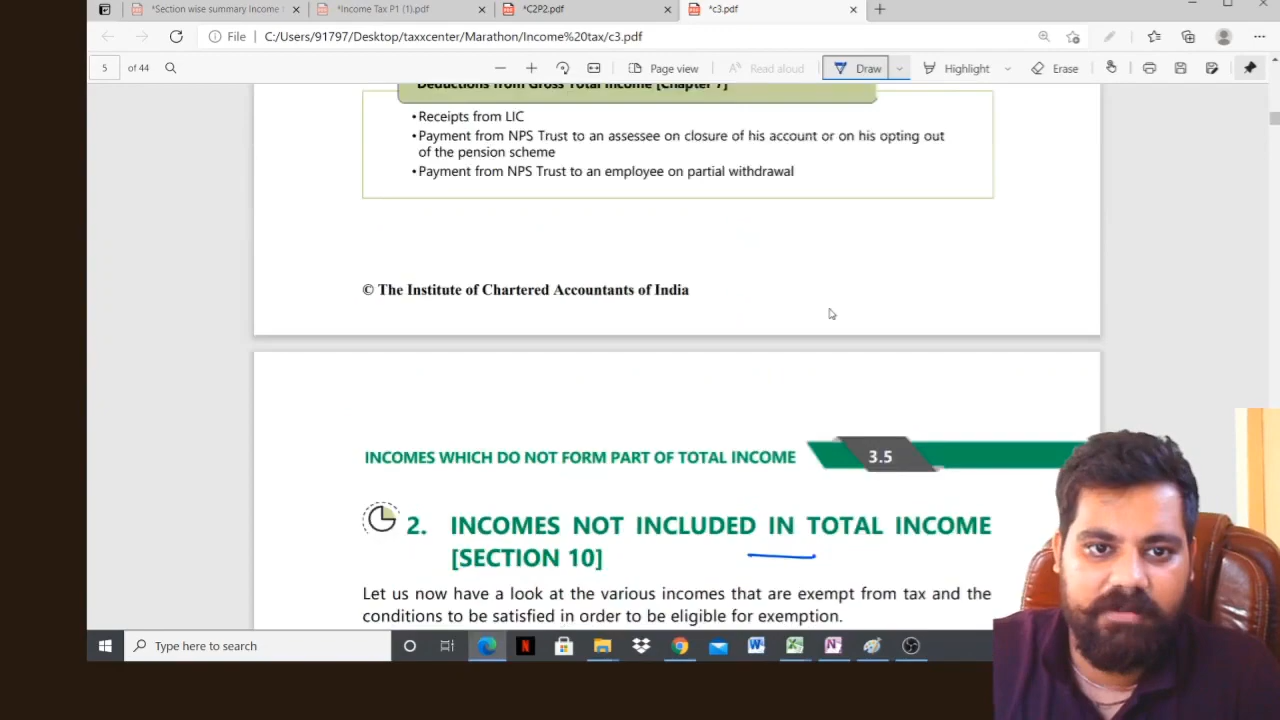 *Section wise summary Income
*Income Tax P1 (1).pdf
*C2P2.pdf
*c3.pdf
File
C:/Users/91797/Desktop/taxxcenter/Marathon/Income%20tax/c3.pdf
5
of 44
Page view
Read aloud
Draw
Highlight
Erase
Deductions from Gross Total Income [Chapter 7]
•Receipts from LIC
•Payment from NPS Trust to an assessee on closure of his account or on his opting out
of the pension scheme
•Payment from NPS Trust to an employee on partial withdrawal
© The Institute of Chartered Accountants of India
INCOMES WHICH DO NOT FORM PART OF TOTAL INCOME
3.5
2. INCOMES NOT INCLUDED IN TOTAL INCOME
[SECTION 10]
Let us now have a look at the various incomes that are exempt from tax and the
conditions to be satisfied in order to be eligible for exemption.
Type here to search